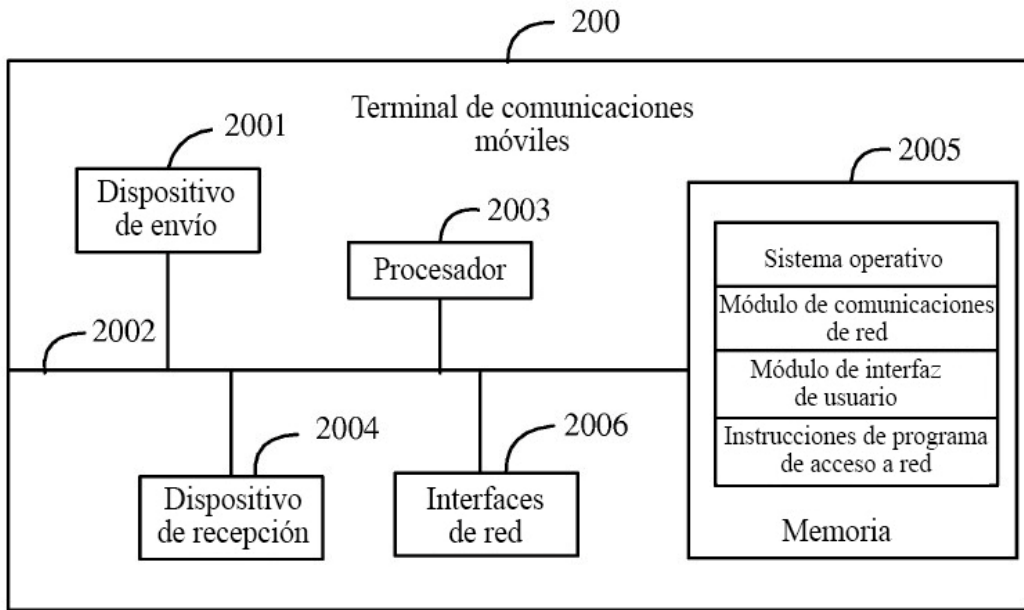 200
Terminal de comunicaciones
móviles
2001
Dispositivo
de envío
2003
Procesador
2005
Sistema operativo
Módulo de comunicaciones
de red
Módulo de interfaz
de usuario
Instrucciones de programa
de acceso a red
Memoria
2002
2004
Dispositivo
de recepción
2006
Interfaces
de red